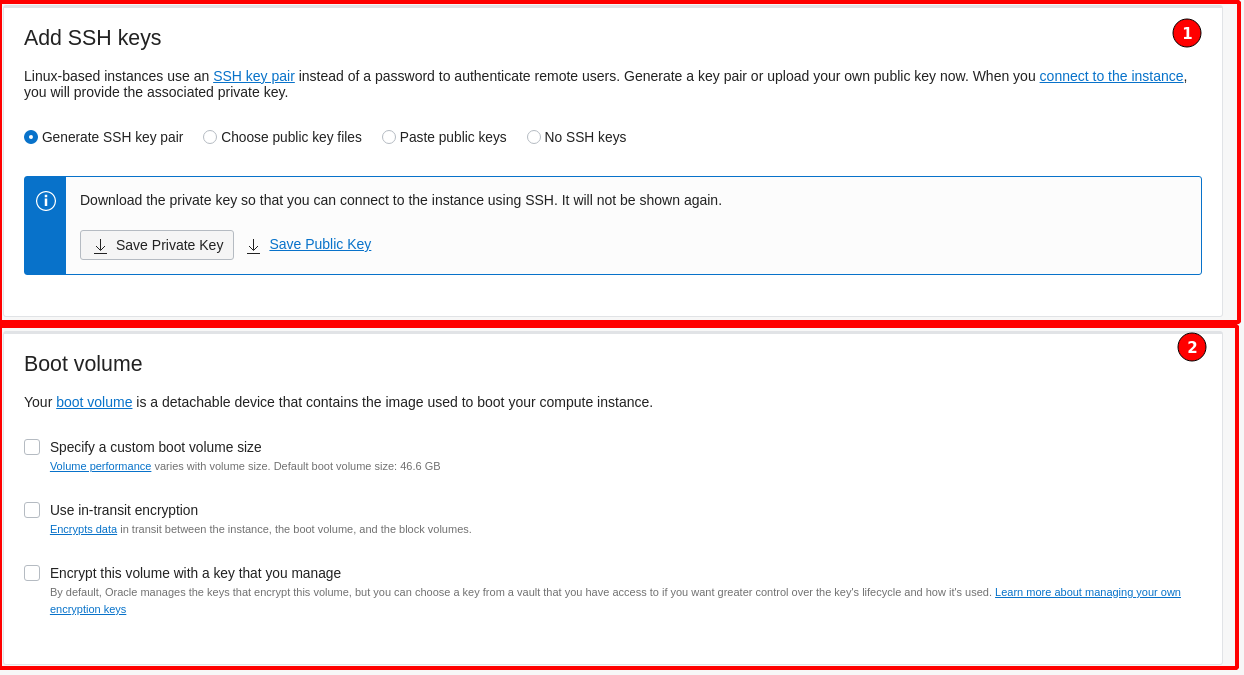 Add SSH keys
1
Linux-based instances use an SSH key pair instead of a password to authenticate remote users. Generate a key pair or upload your own public key now. When you connect to the instance,
you will provide the associated private key.
Generate SSH key pair Choose public key files Paste public keys No SSH keys
Download the private key so that you can connect to the instance using SSH. It will not be shown again.
Save Private Key Save Public Key
2
Boot volume
Your boot volume is a detachable device that contains the image used to boot your compute instance.
Specify a custom boot volume size
Volume performance varies with volume size. Default boot volume size: 46.6 GB
Use in-transit encryption
Encrypts data in transit between the instance, the boot volume, and the block volumes.
Encrypt this volume with a key that you manage
By default, Oracle manages the keys that encrypt this volume, but you can choose a key from a vault that you have access to if you want greater control over the key's lifecycle and how it's used. Learn more about managing your own
encryption keys